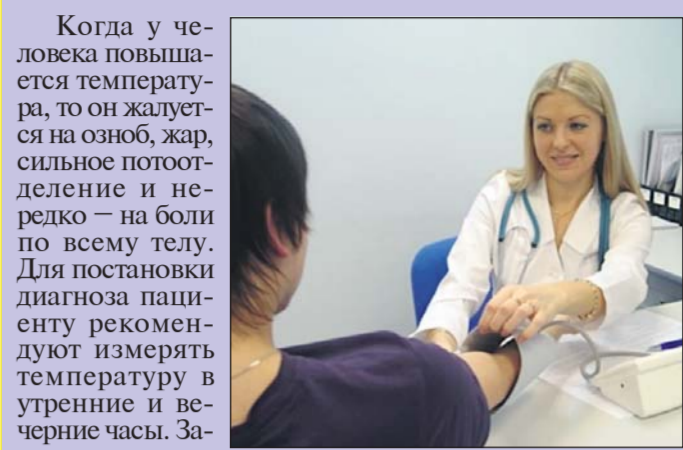 Когда у че-
ловека повыша-
ется температу-
ра, то он жалует-
ся на озноб, жар,
сильное потоот-
деление и не-
редко — на боли
по всему телу.
Для постановки
диагноза паци-
енту рекомен-
дуют измерять
температуру в
утренние и ве-
черние часы. За-